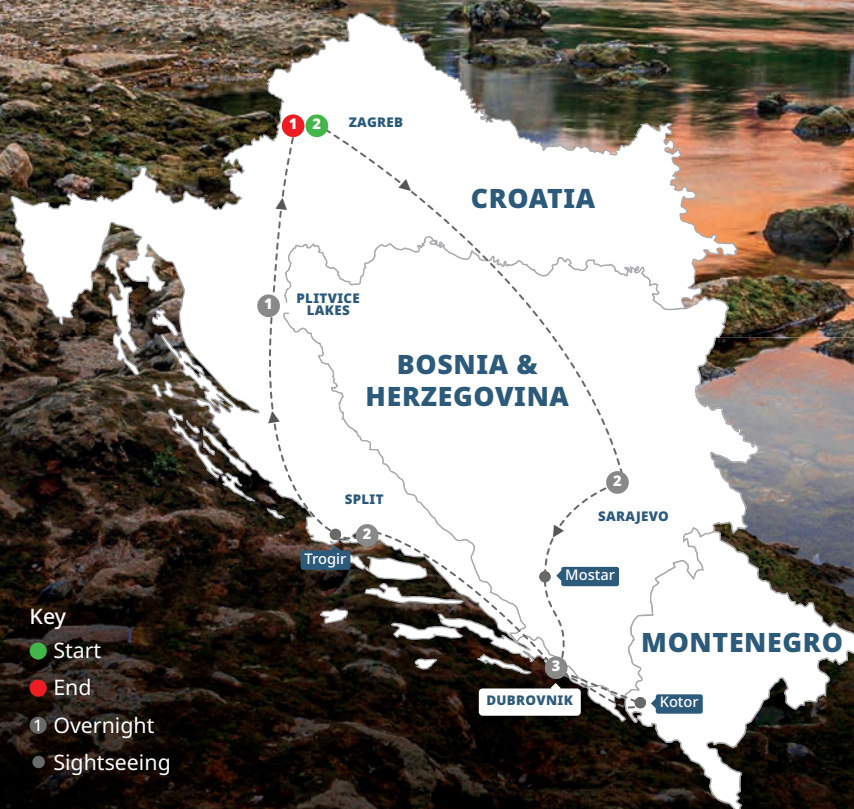 1 2 ZAGREB
CROATIA
1 PLITVICE
LAKES
BOSNIA &
HERZEGOVINA
2
SARAJEVO
SPLIT
2
Trogir
Mostar
MONTENEGRO
3
DUBROVNIK
Kotor
Key
Start
End
1 Overnight
Sightseeing